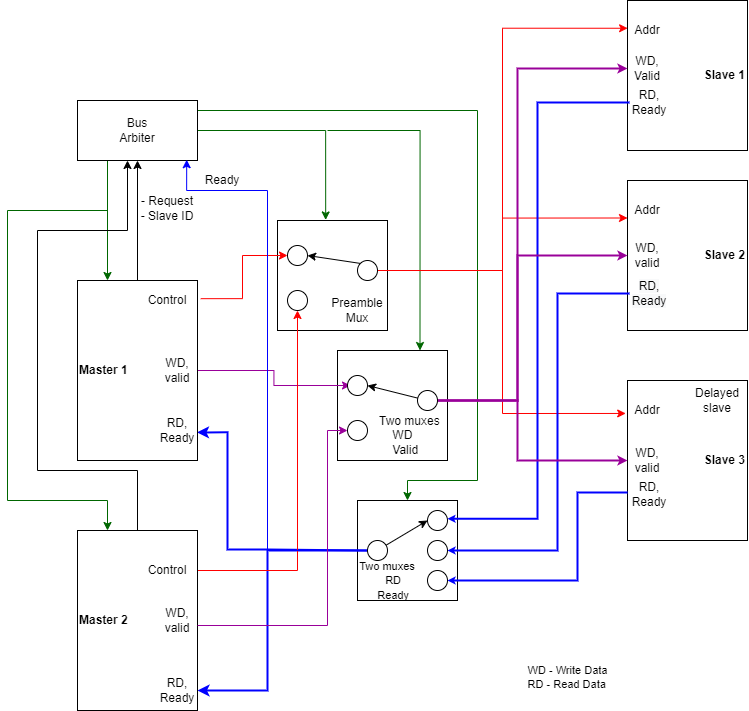 Addr
WD,
Valid
Slave 1
RD,
Ready
Bus
Arbiter
Ready
- Request
- Slave ID
Addr
WD,
valid
Slave 2
RD,
Ready
Control
Preamble
Mux
Master 1
WD,
valid
RD,
Ready
Two muxes
WD
Valid
Delayed
slave
Addr
WD,
valid
Slave 3
RD,
Ready
Two muxes
RD
Ready
Control
Master 2
WD,
valid
RD,
Ready
WD - Write Data
RD - Read Data